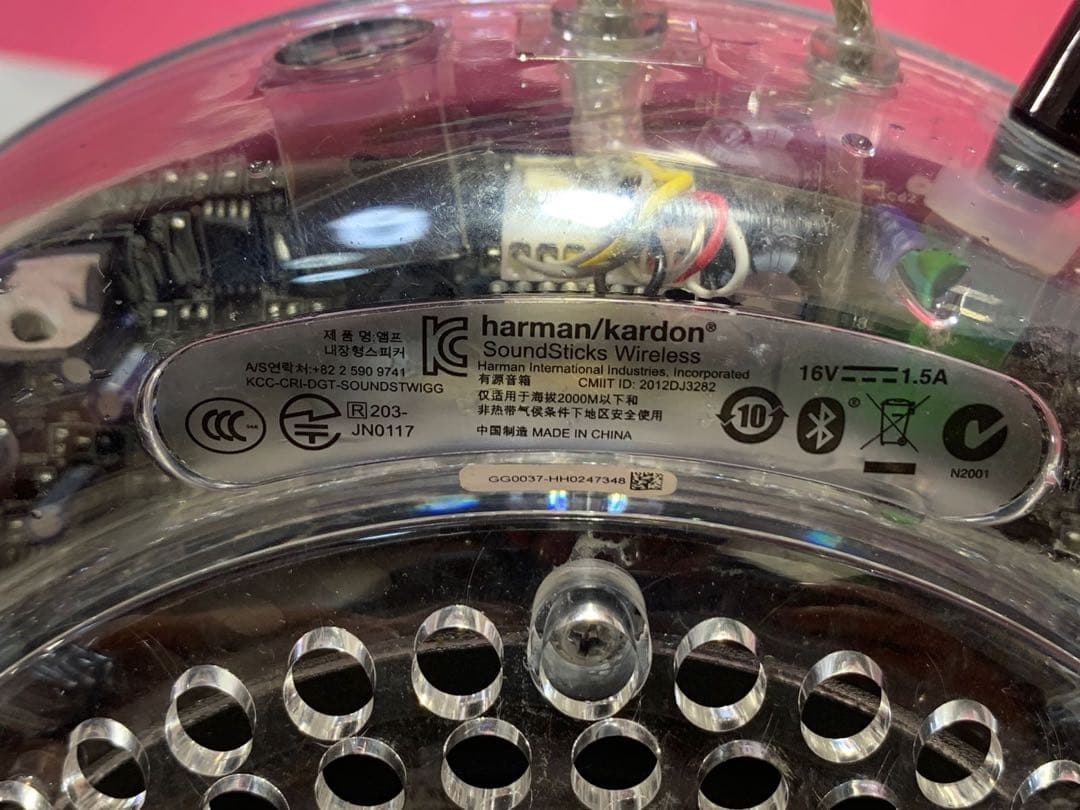 제 품 명:앰프
내장형스피커
A/S연락처:+82 2 590 9741
KCC-CRI-DGT-SOUNDSTWIGG
R 203-
JN0117
harman/kardon®
SoundSticks Wireless
Harman International Industries, Incorporated
有源音箱 CMIIT ID: 2012DJ3282
仅适用于海拔2000M以下和
非热带气侯条件下地区安全使用
中国制造 MADE IN CHINA
16V 1.5A
10
®
N2001
GG0037-HH0247348